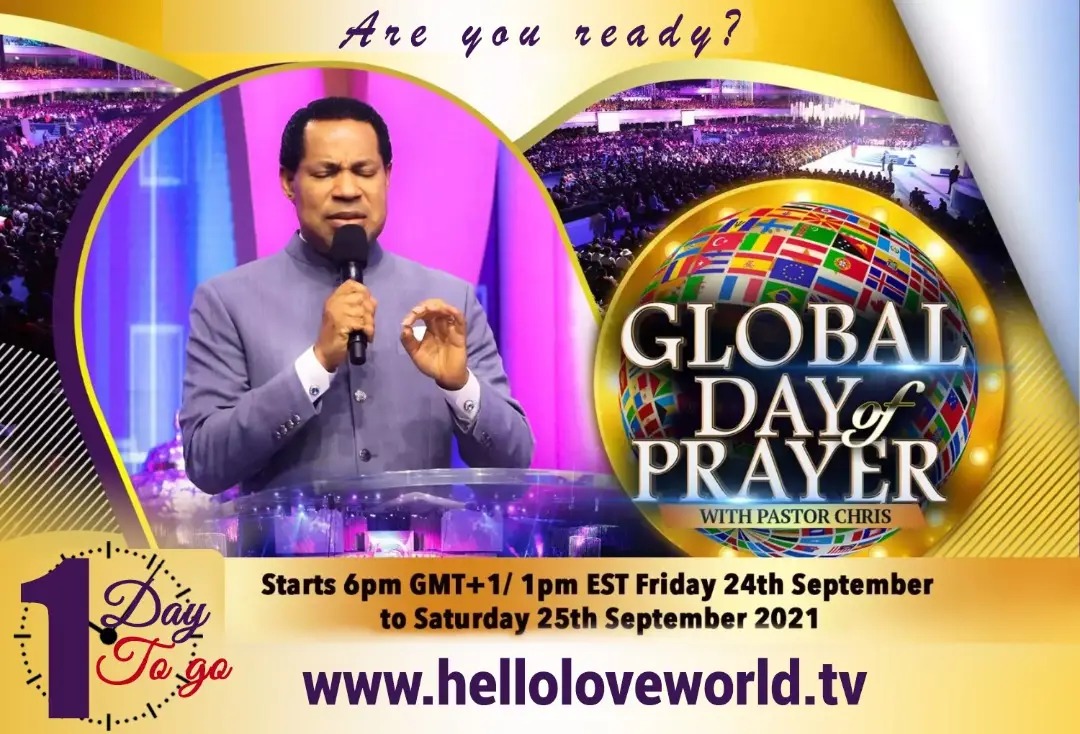 Are you ready?
GLOBAL
DAY of
PRAYER
WITH PASTOR CHRIS
1 Day
To go
Starts 6pm GMT+1/ 1pm EST Friday 24th September
to Saturday 25th September 2021
www.helloloveworld.tv